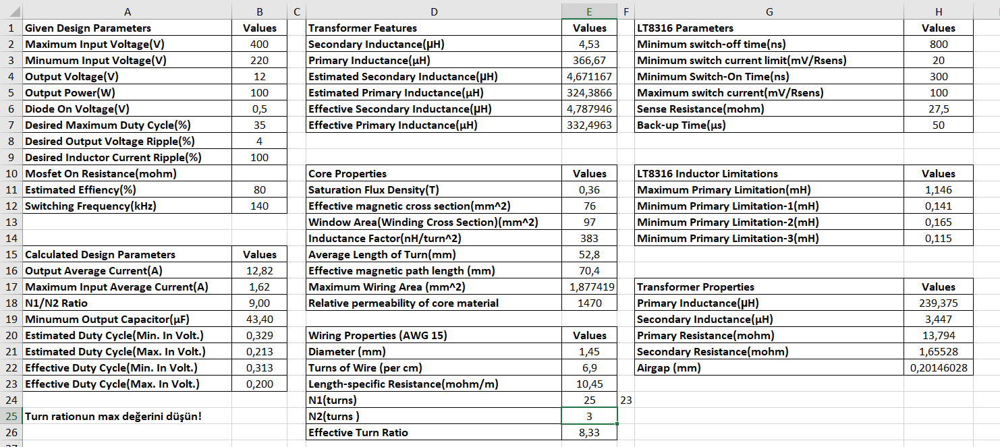 A B C D E F G H
1 Given Design Parameters Values Transformer Features Values LT8316 Parameters Values
2 Maximum Input Voltage(V) 400 Secondary Inductance(μH) 4,53 Minimum switch-off time(ns) 800
3 Minumum Input Voltage(V) 220 Primary Inductance(μH) 366,67 Minimum switch current limit(mV/Rsens) 20
4 Output Voltage(V) 12 Estimated Secondary Inductance(μH) 4,671167 Minimum Switch-On Time(ns) 300
5 Output Power(W) 100 Estimated Primary Inductance(μH) 324,3866 Maximum switch current(mV/Rsens) 100
6 Diode On Voltage(V) 0,5 Effective Secondary Inductance(μH) 4,787946 Sense Resistance(mohm) 27,5
7 Desired Maximum Duty Cycle(%) 35 Effective Primary Inductance(μH) 332,4963 Back-up Time(μs) 50
8 Desired Output Voltage Ripple(%) 4
9 Desired Inductor Current Ripple(%) 100
10 Mosfet On Resistance(mohm) Core Properties Values LT8316 Inductor Limitations Values
11 Estimated Effiency(%) 80 Saturation Flux Density(T) 0,36 Maximum Primary Limitation(mH) 1,146
12 Switching Frequency(kHz) 140 Effective magnetic cross section(mm^2) 76 Minimum Primary Limitation-1(mH) 0,141
13 Window Area(Winding Cross Section)(mm^2) 97 Minimum Primary Limitation-2(mH) 0,165
14 Inductance Factor(nH/turn^2) 383 Minimum Primary Limitation-3(mH) 0,115
15 Calculated Design Parameters Values Average Length of Turn(mm) 52,8
16 Output Average Current(A) 12,82 Effective magnetic path length (mm) 70,4
17 Maximum Input Average Current(A) 1,62 Maximum Wiring Area (mm^2) 1,877419 Transformer Properties Values
18 N1/N2 Ratio 9,00 Relative permeability of core material 1470 Primary Inductance(μH) 239,375
19 Minumum Output Capacitor(μF) 43,40 Secondary Inductance(μH) 3,447
20 Estimated Duty Cycle(Min. In Volt.) 0,329 Wiring Properties (AWG 15) Values Primary Resistance(mohm) 13,794
21 Estimated Duty Cycle(Max. In Volt.) 0,213 Diameter (mm) 1,45 Secondary Resistance(mohm) 1,65528
22 Effective Duty Cycle(Min. In Volt.) 0,313 Turns of Wire (per cm) 6,9 Airgap (mm) 0,20146028
23 Effective Duty Cycle(Max. In Volt.) 0,200 Length-specific Resistance(mohm/m) 10,45
24 N1(turns) 25 23
25 Turn rationun max değerini düşün! N2(turns ) 3
26 Effective Turn Ratio 8,33